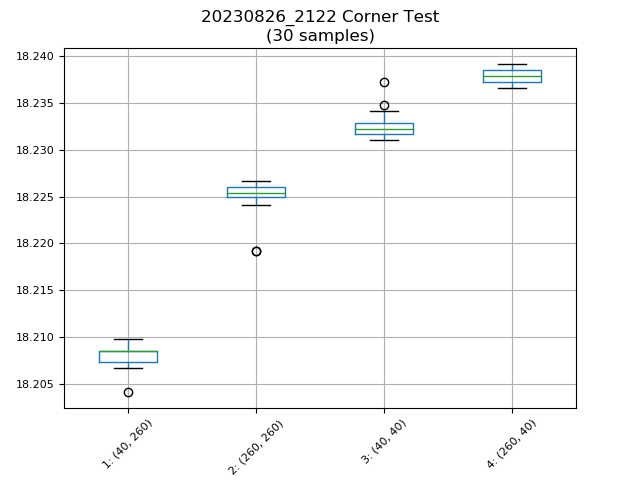 20230826_2122 Corner Test
(30 samples)
18.240
18.235
18.230
18.225
18.220
18.215
18.210
18.205
1: (40, 260)
2: (260, 260)
3: (40, 40)
4: (260, 40)